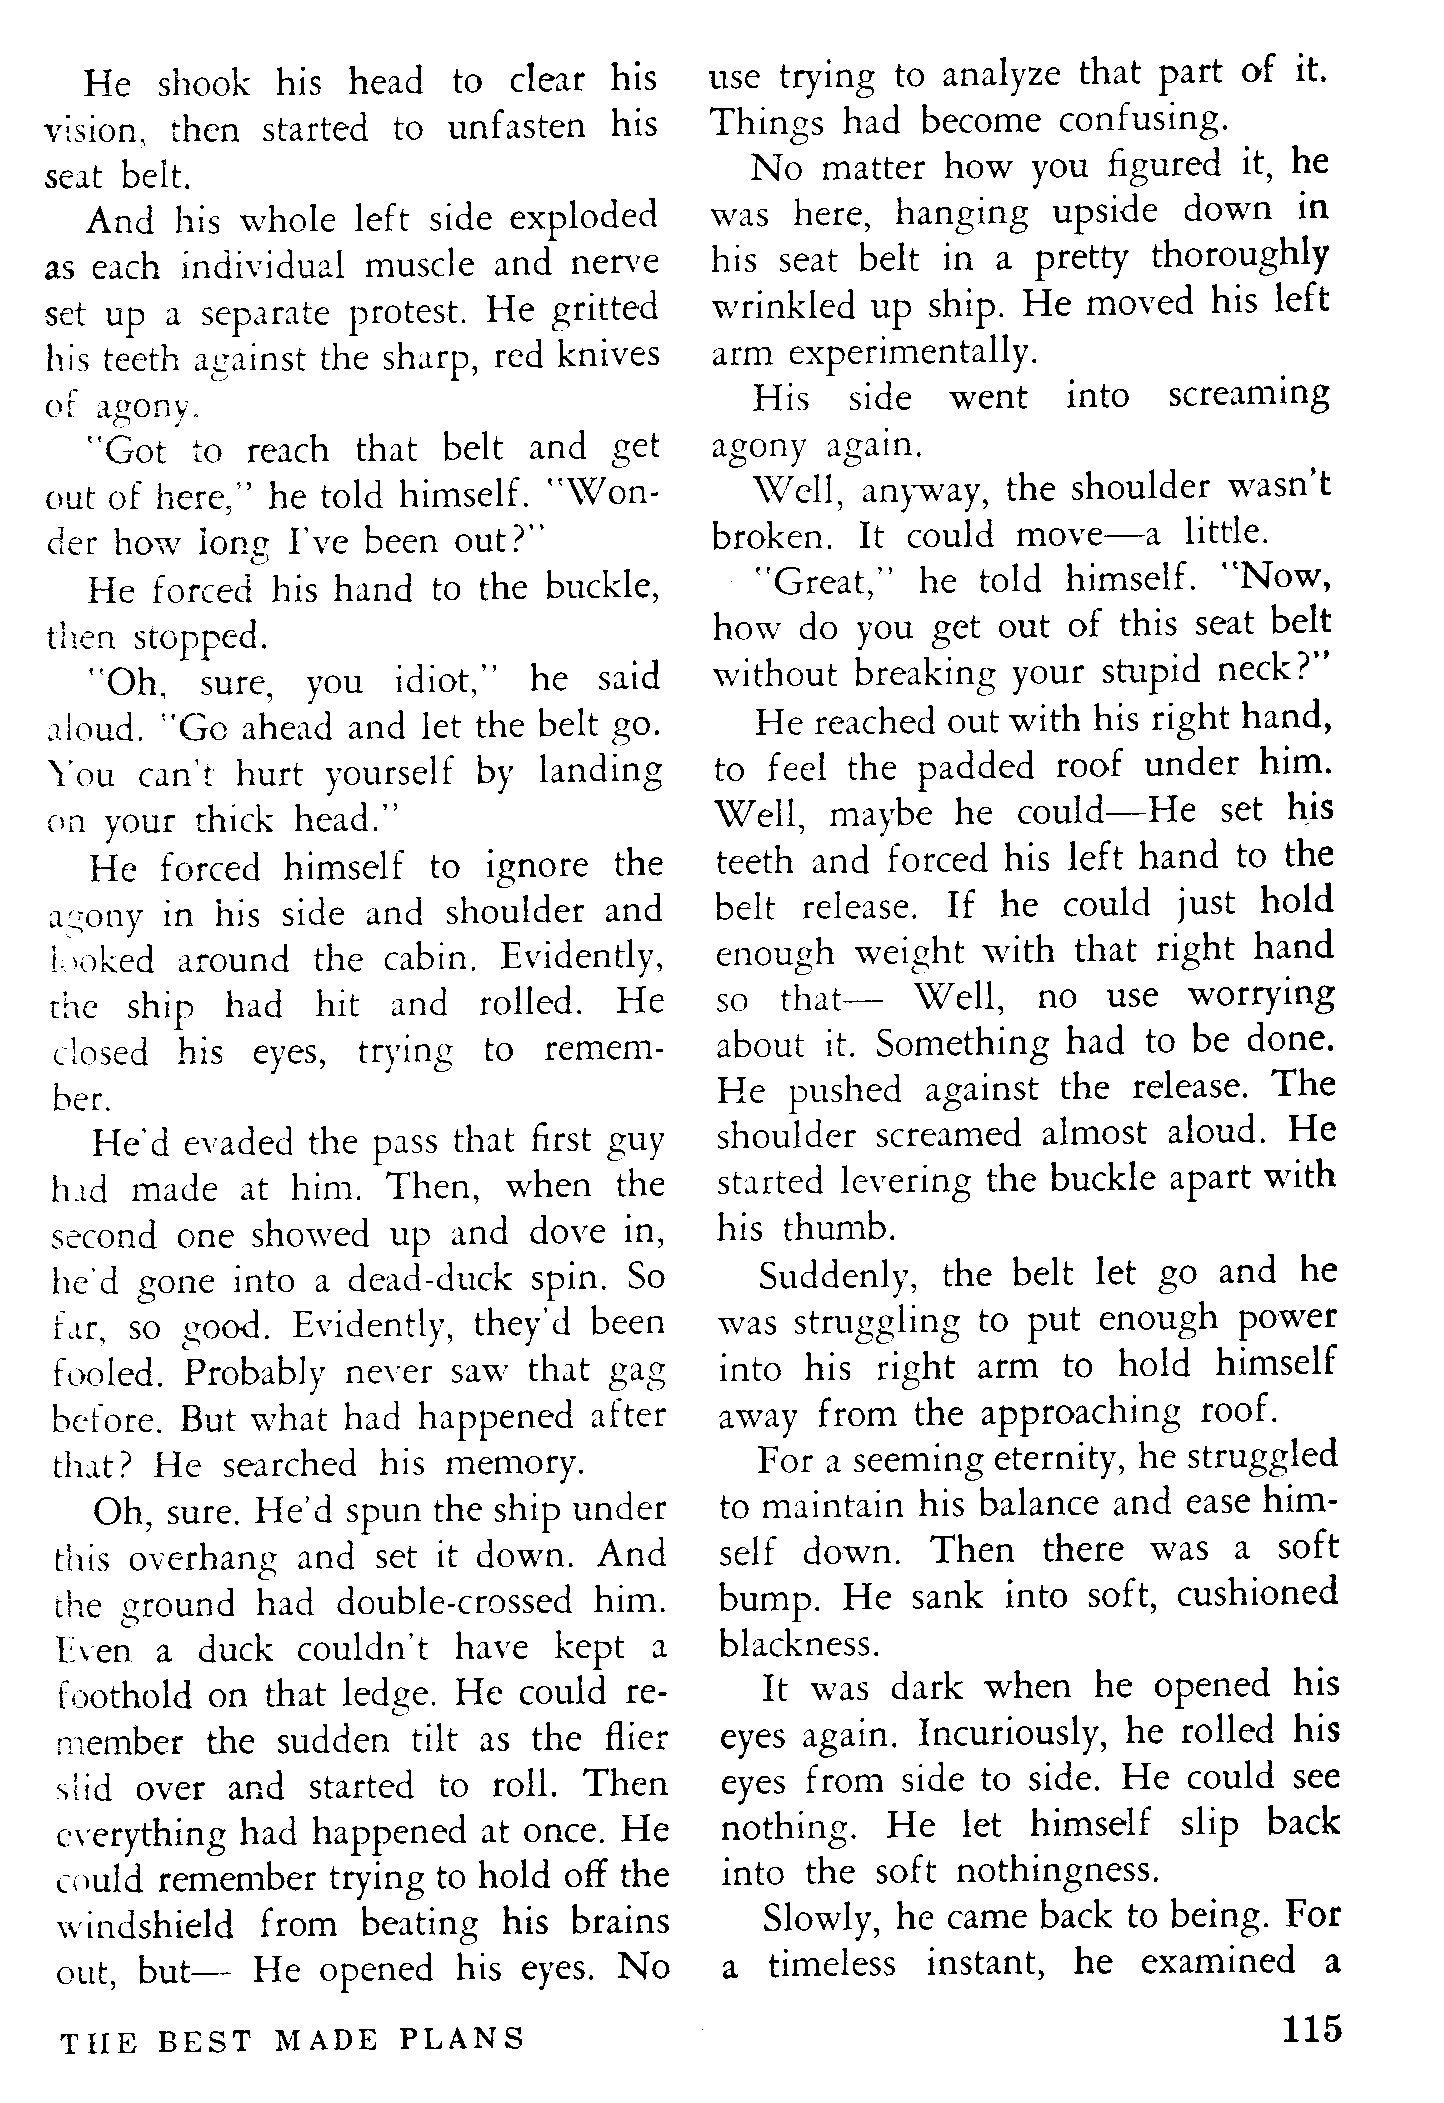 He shook his head to clear his
vision, then started to unfasten his
seat belt.
And his whole left side exploded
as each individual muscle and nerve
set up a separate protest. He gritted
his teeth against the sharp, red knives
of agony.
"Got to reach that belt and get
out of here," he told himself. "Won-
der how long I've been out?"
He forced his hand to the buckle,
then stopped.
"Oh, sure, you idiot," he said
aloud. "Go ahead and let the belt go.
You can't hurt yourself by landing
on your thick head."
He forced himself to ignore the
agony in his side and shoulder and
looked around the cabin. Evidently,
the ship had hit and rolled. He
closed his eyes, trying to remem-
ber.
He'd evaded the pass that first guy
had made at him. Then, when the
second one showed up and dove in,
he'd gone into a dead-duck spin. So
far, so good. Evidently, they'd been
fooled. Probably never saw that gag
before. But what had happened after
that? He searched his memory.
Oh, sure. He'd spun the ship under
this overhang and set it down. And
the ground had double-crossed him.
Even a duck couldn't have kept a
foothold on that ledge. He could re-
member the sudden tilt as the flier
slid over and started to roll. Then
everything had happened at once. He
could remember trying to hold off the
windshield from beating his brains
out, but— He opened his eyes. No
use trying to analyze that part of it.
Things had become confusing.
No matter how you figured it, he
was here, hanging upside down in
his seat belt in a pretty thoroughly
wrinkled up ship. He moved his left
arm experimentally.
His side went into screaming
agony again.
Well, anyway, the shoulder wasn't
broken. It could move—a little.
"Great," he told himself. "Now,
how do you get out of this seat belt
without breaking your stupid neck?"
He reached out with his right hand,
to feel the padded roof under him.
Well, maybe he could—He set his
teeth and forced his left hand to the
belt release. If he could just hold
enough weight with that right hand
so that— Well, no use worrying
about it. Something had to be done.
He pushed against the release. The
shoulder screamed almost aloud. He
started levering the buckle apart with
his thumb.
Suddenly, the belt let go and he
was struggling to put enough power
into his right arm to hold himself
away from the approaching roof.
For a seeming eternity, he struggled
to maintain his balance and ease him-
self down. Then there was a soft
bump. He sank into soft, cushioned
blackness.
It was dark when he opened his
eyes again. Incuriously, he rolled his
eyes from side to side. He could see
nothing. He let himself slip back
into the soft nothingness.
Slowly, he came back to being. For
a timeless instant, he examined a
THE BEST MADE PLANS
115